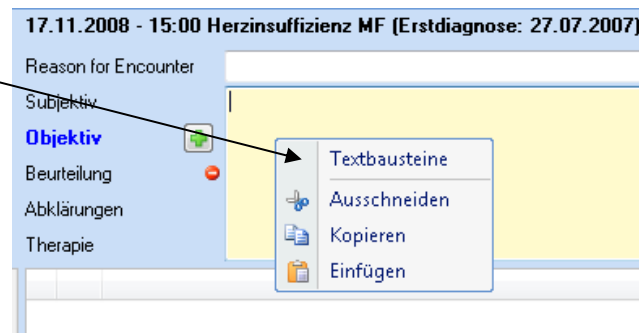 17.11.2008 - 15:00 Herzinsuffizienz MF (Erstdiagnose: 27.07.2007)
Reason for Encounter
Subjektiv
Objektiv
Beurteilung
Abklärungen
Therapie
Textbausteine
Ausschneiden
Kopieren
Einfügen